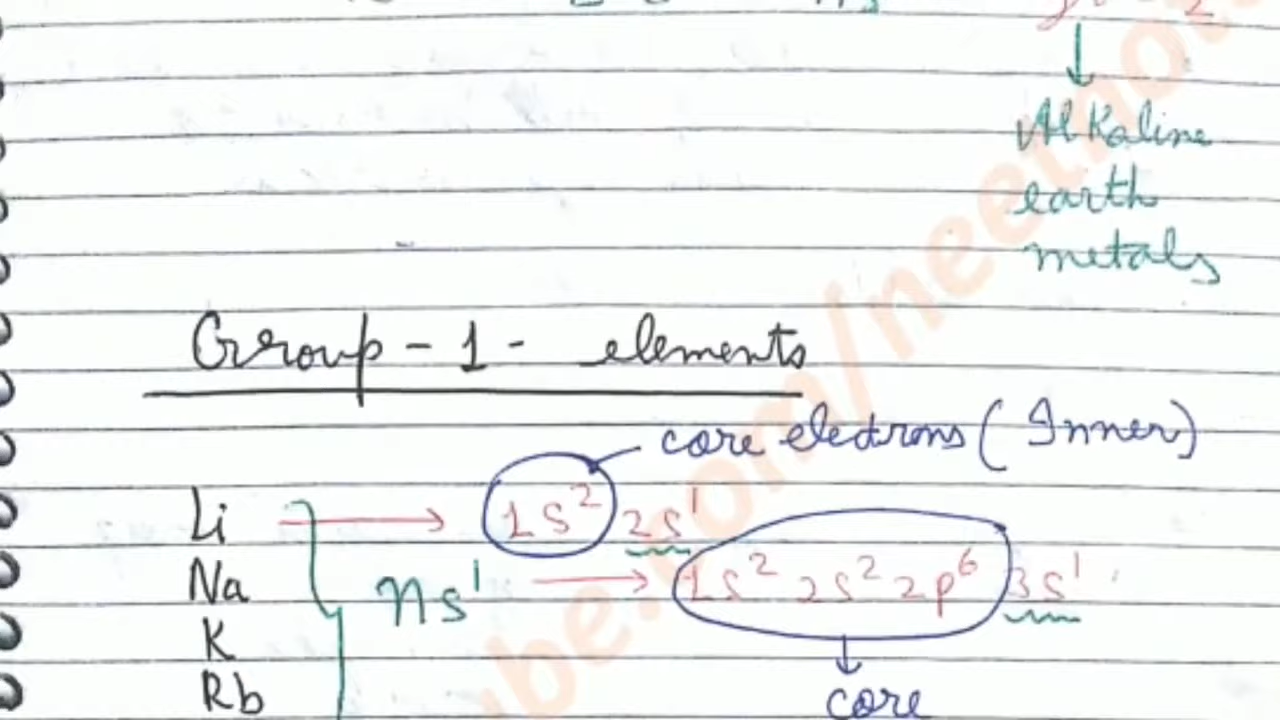 Alkaline
earth
metals
Group - 1 - elements
core electrons ( Inner )
Li → 1s² 2s¹
Na ns¹ → 1s² 2s² 2p⁶ 3s¹
K
Rb core